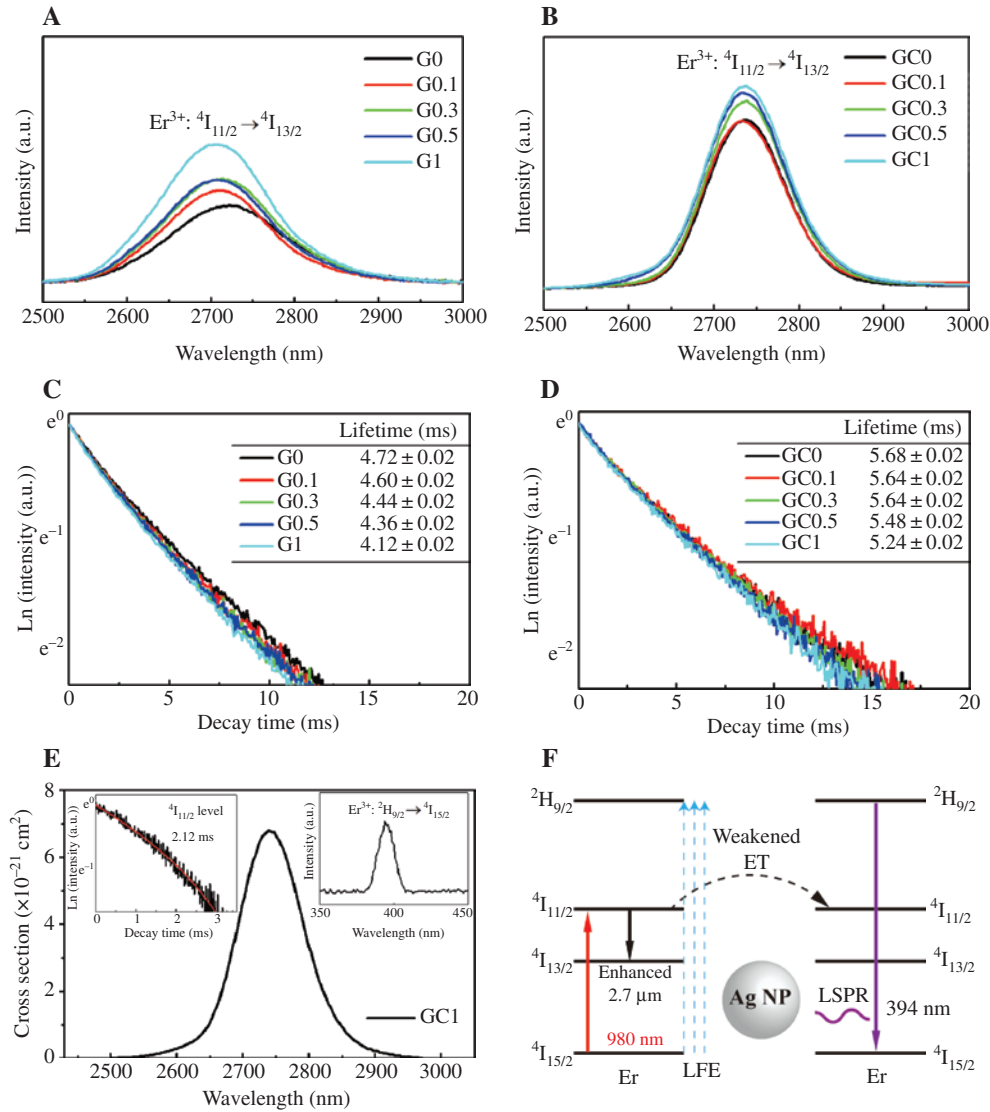 A
Er³⁺: ⁴I₁₁/₂→⁴I₁₃/₂
G0
G0.1
G0.3
G0.5
G1
Intensity (a.u.)
2500 2600 2700 2800 2900 3000
Wavelength (nm)
B
Er³⁺: ⁴I₁₁/₂→⁴I₁₃/₂
GC0
GC0.1
GC0.3
GC0.5
GC1
Intensity (a.u.)
2500 2600 2700 2800 2900 3000
Wavelength (nm)
C
Lifetime (ms)
G0 4.72 ± 0.02
G0.1 4.60 ± 0.02
G0.3 4.44 ± 0.02
G0.5 4.36 ± 0.02
G1 4.12 ± 0.02
Ln (intensity (a.u.))
e⁰
e⁻¹
e⁻²
0 5 10 15 20
Decay time (ms)
D
Lifetime (ms)
GC0 5.68 ± 0.02
GC0.1 5.64 ± 0.02
GC0.3 5.64 ± 0.02
GC0.5 5.48 ± 0.02
GC1 5.24 ± 0.02
Ln (intensity (a.u.))
e⁰
e⁻¹
e⁻²
0 5 10 15 20
Decay time (ms)
E
Cross section (×10⁻²¹ cm²)
8
6
4
2
0
Ln (intensity (a.u.))
e⁰
e⁻¹
⁴I₁₁/₂ level
2.12 ms
0 1 2 3
Decay time (ms)
Er³⁺: ²H₉/₂→⁴I₁₅/₂
Intensity (a.u.)
350 400 450
Wavelength (nm)
GC1
2500 2600 2700 2800 2900 3000
Wavelength (nm)
F
²H₉/₂
²H₉/₂
Weakened
ET
⁴I₁₁/₂
⁴I₁₁/₂
⁴I₁₃/₂
⁴I₁₃/₂
Enhanced
2.7 μm
Ag NP
LSPR
394 nm
980 nm
⁴I₁₅/₂
⁴I₁₅/₂
Er
LFE
Er